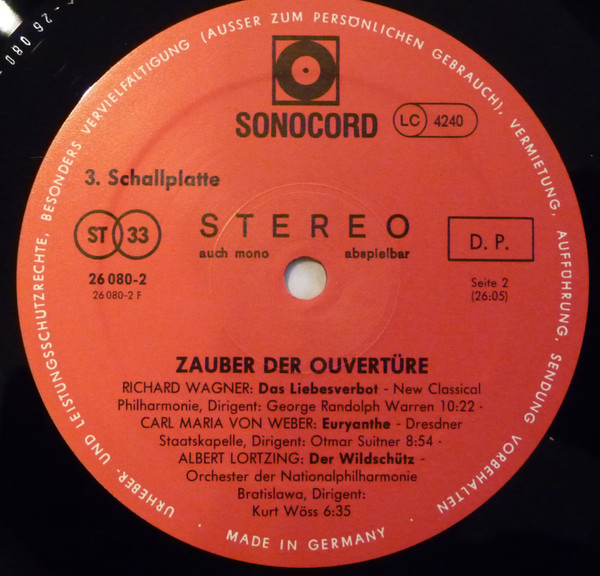 26 080
URHEBER- UND LEISTUNGSSCHUTZRECHTE, BESONDERS VERVIELFÄLTIGUNG (AUSSER ZUM PERSÖNLICHEN GEBRAUCH), VERMIETUNG, AUFFÜHRUNG, SENDUNG VORBEHALTEN
SONOCORD
LC 4240
3. Schallplatte
STEREO
auch mono abspielbar
ST 33
D. P.
26 080-2
26 080-2 F
Seite 2
(26:05)
ZAUBER DER OUVERTÜRE
RICHARD WAGNER: Das Liebesverbot - New Classical
Philharmonie, Dirigent: George Randolph Warren 10:22 -
CARL MARIA VON WEBER: Euryanthe - Dresdner
Staatskapelle, Dirigent: Otmar Suitner 8:54 -
ALBERT LORTZING: Der Wildschütz -
Orchester der Nationalphilharmonie
Bratislawa, Dirigent:
Kurt Wöss 6:35
· MADE IN GERMANY ·